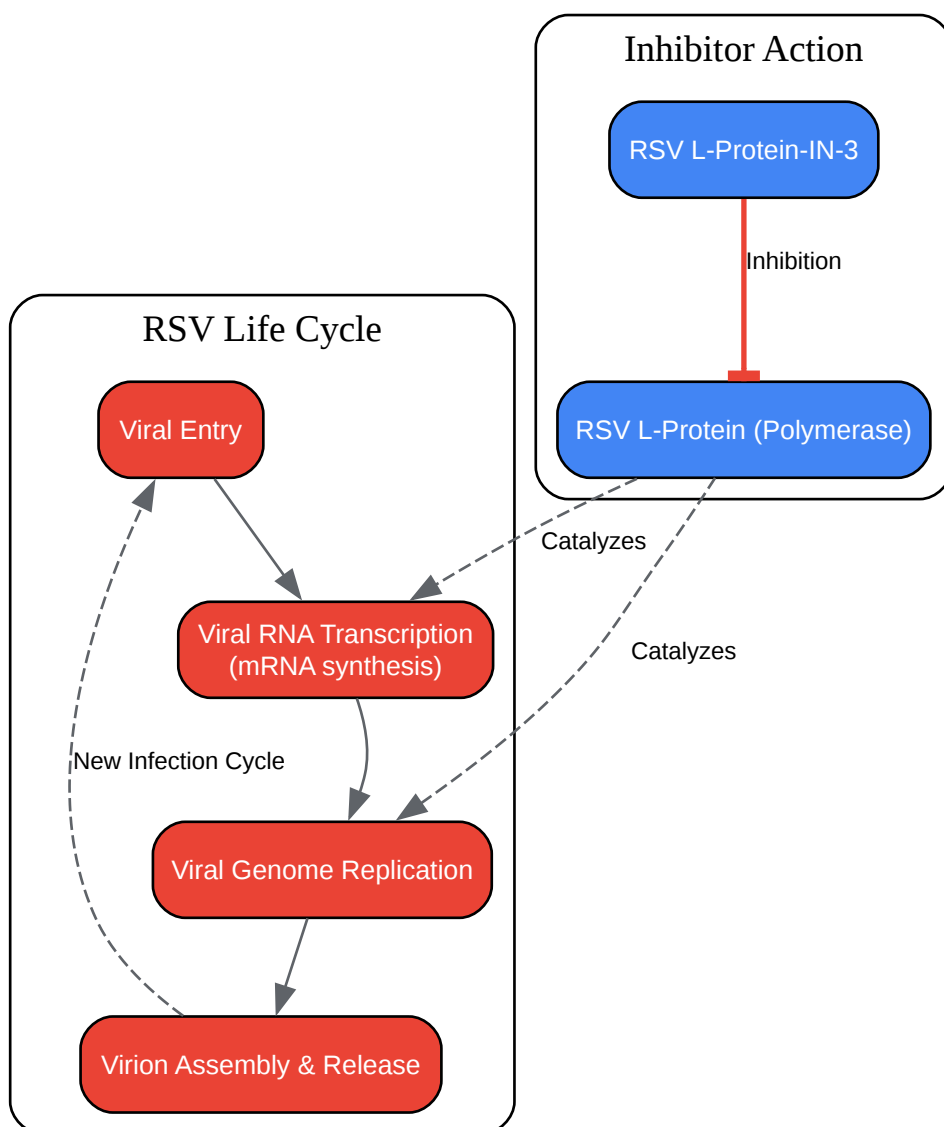 Inhibitor Action
RSV L-Protein-IN-3
Inhibition
RSV L-Protein (Polymerase)
RSV Life Cycle
Viral Entry
Catalyzes
Viral RNA Transcription
(mRNA synthesis)
Catalyzes
New Infection Cycle
Viral Genome Replication
Virion Assembly & Release